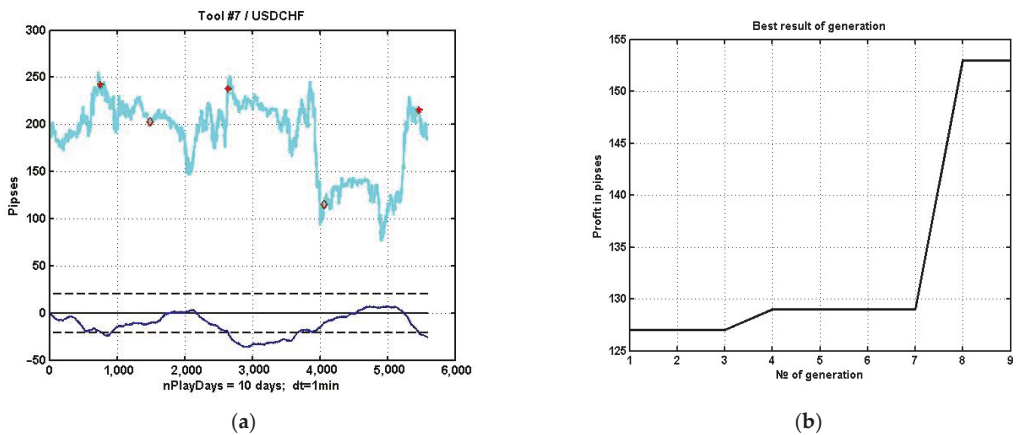 Tool #7 / USDCHF
300
250
200
150
100
50
0
−50
Pipses
0 1,000 2,000 3,000 4,000 5,000 6,000
nPlayDays = 10 days; dt=1min
(a)
Best result of generation
155
150
145
140
135
130
125
Profit in pipses
1 2 3 4 5 6 7 8 9
№ of generation
(b)